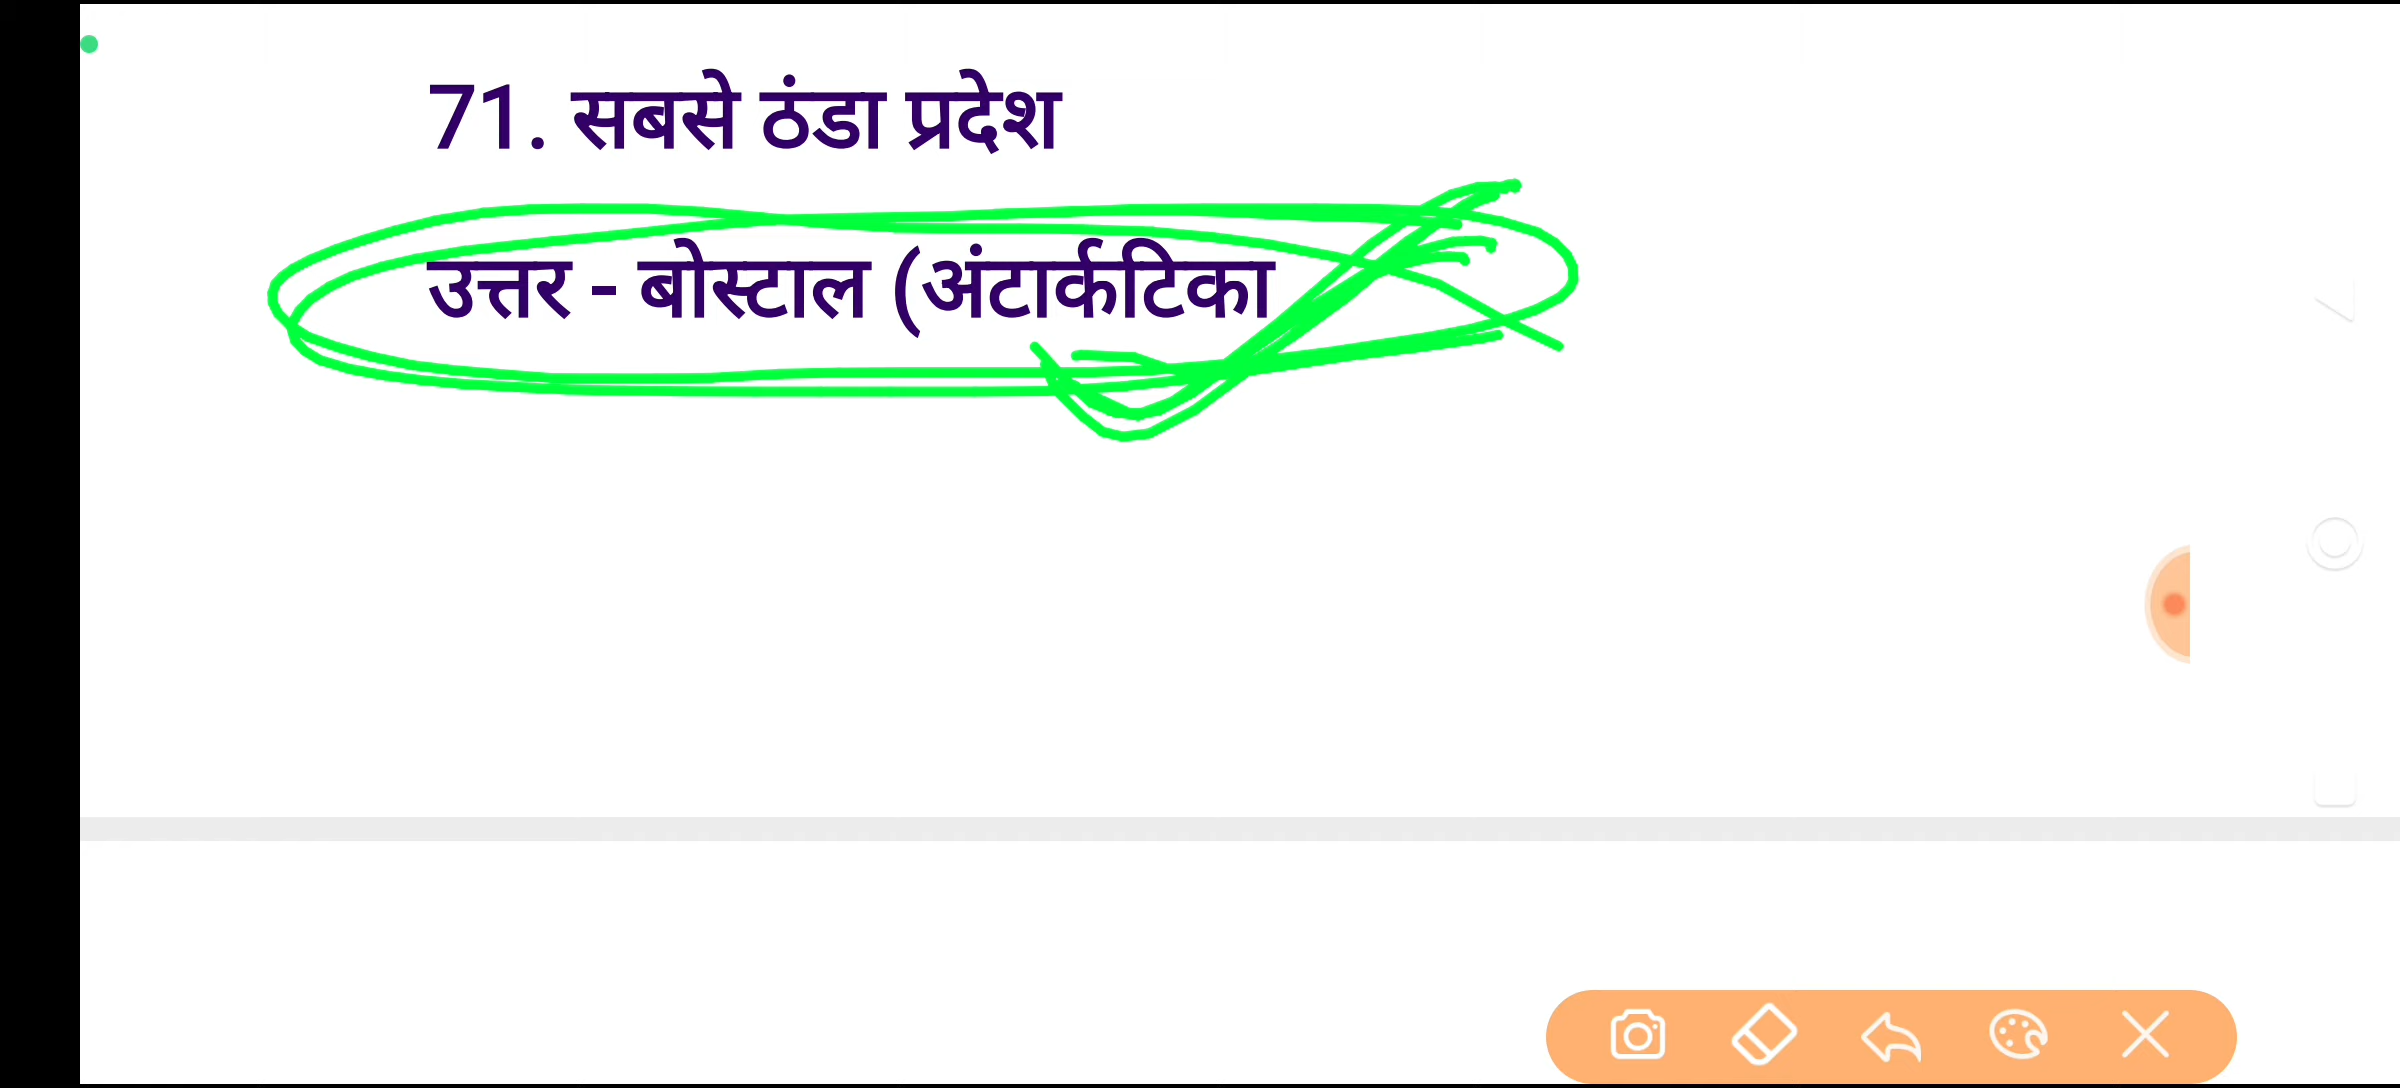 71. सबसे ठंडा प्रदेश
उत्तर - बोस्टाल (अंटार्कटिका